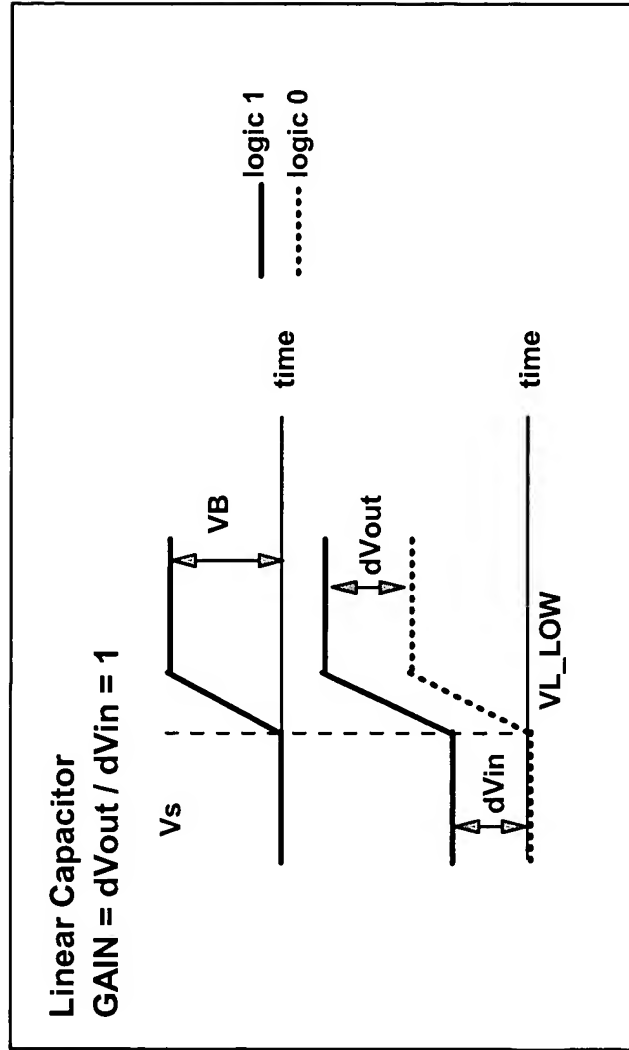 Linear Capacitor
GAIN = dVout / dVin = 1
Vs
VB
time
logic 1
logic 0
dVin
dVout
VL_LOW
time